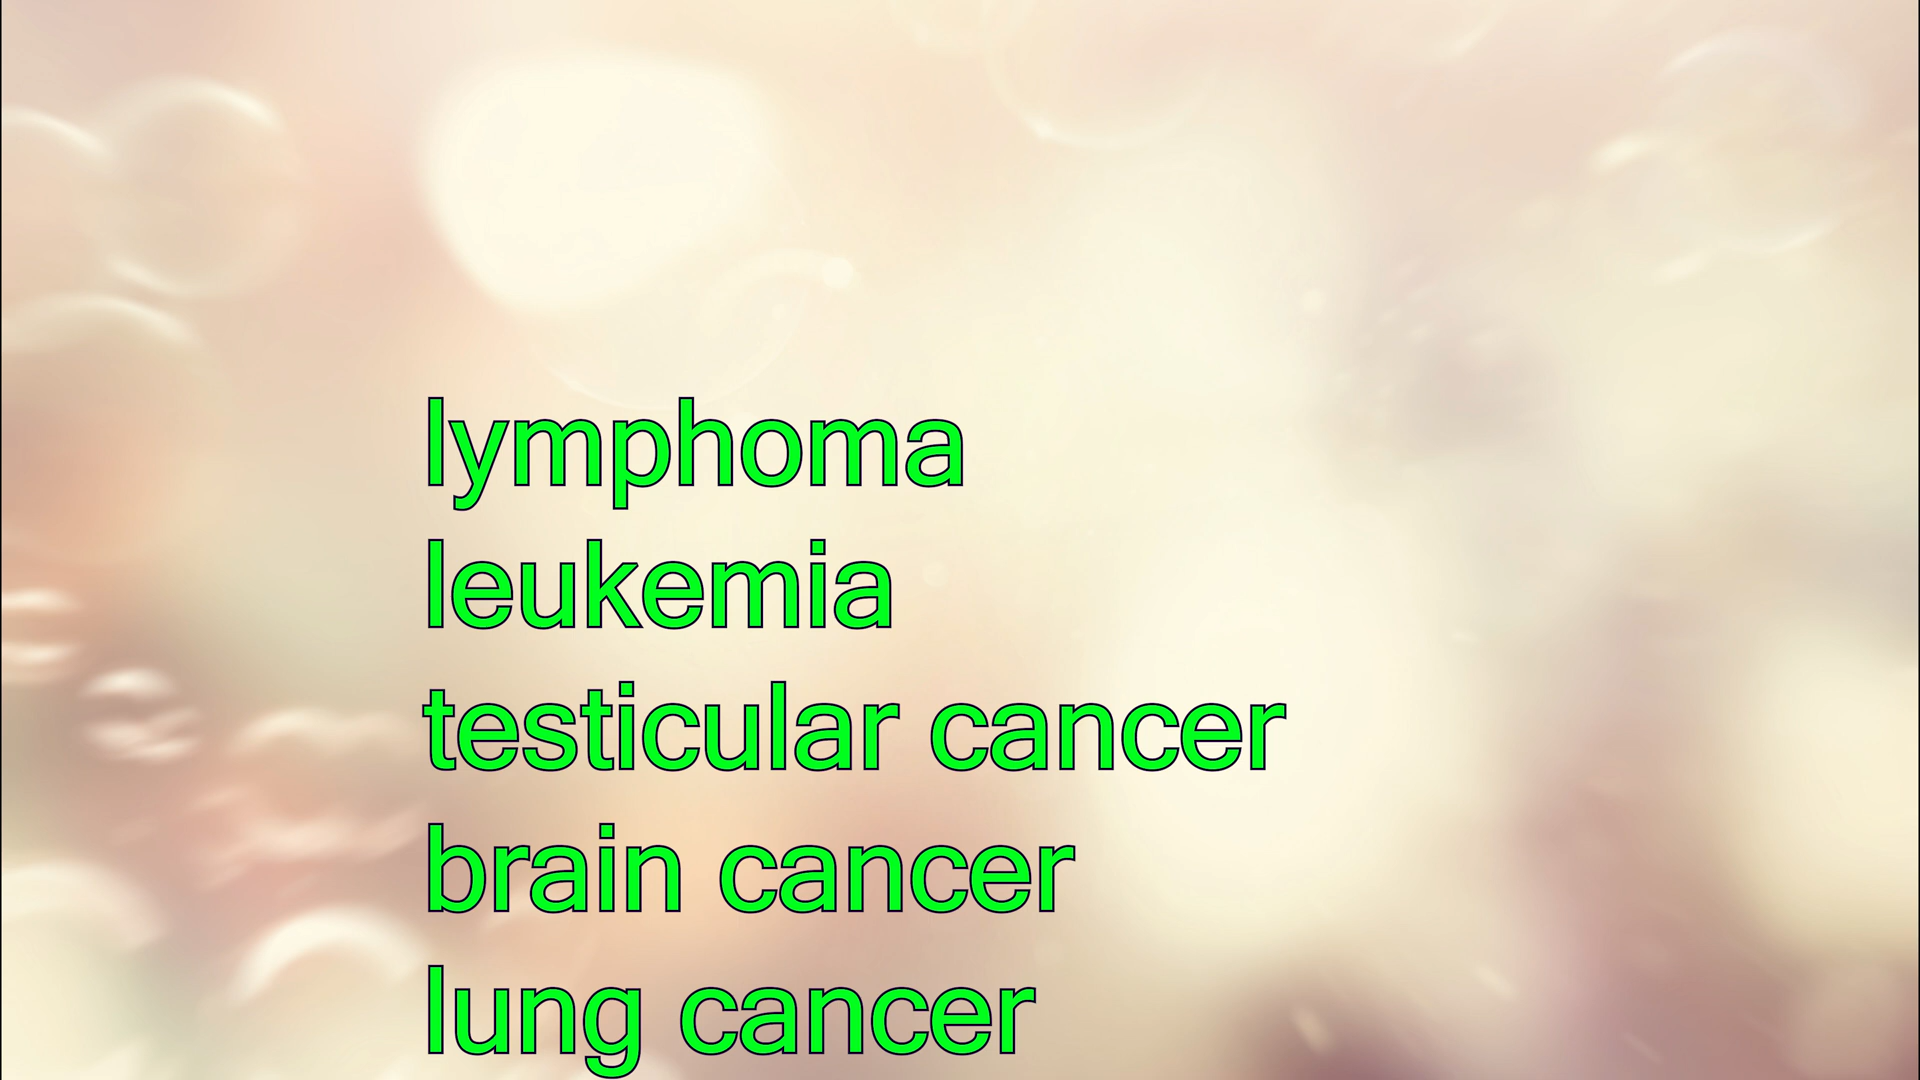 lymphoma
leukemia
testicular cancer
brain cancer
lung cancer